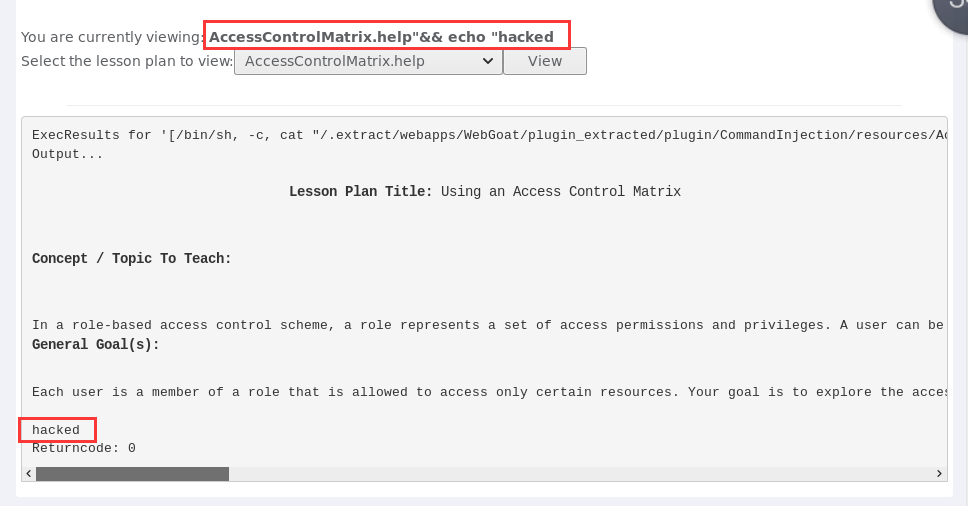 You are currently viewing: AccessControlMatrix.help"&& echo "hacked
Select the lesson plan to view: AccessControlMatrix.help View
ExecResults for '[/bin/sh, -c, cat "/.extract/webapps/WebGoat/plugin_extracted/plugin/CommandInjection/resources/Ac
Output...
Lesson Plan Title: Using an Access Control Matrix
Concept / Topic To Teach:
In a role-based access control scheme, a role represents a set of access permissions and privileges. A user can be
General Goal(s):
Each user is a member of a role that is allowed to access only certain resources. Your goal is to explore the acces
hacked
Returncode: 0